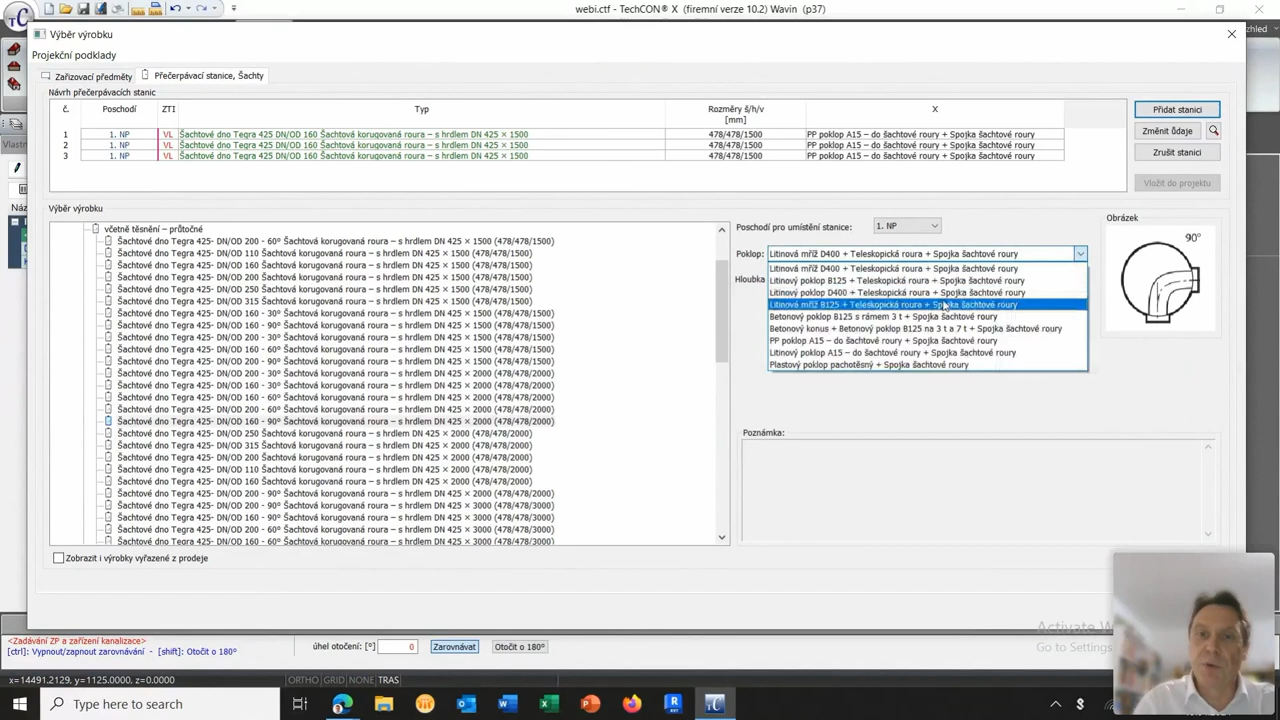 webi.ctf - TechCON® X (firemní verze 10.2) Wavin (p37)
Výběr výrobku
Projekční podklady
Zařizovací předměty
Přečerpávací stanice, Šachty
Návrh přečerpávacích stanic
č. Poschodí ZTI Typ Rozměry š/h/v [mm] X
1 1. NP VL Šachtové dno Tegra 425 DN/OD 160 Šachtová korugovaná roura – s hrdlem DN 425 × 1500 478/478/1500 PP poklop A15 – do šachtové roury + Spojka šachtové roury
2 1. NP VL Šachtové dno Tegra 425 DN/OD 160 Šachtová korugovaná roura – s hrdlem DN 425 × 1500 478/478/1500 PP poklop A15 – do šachtové roury + Spojka šachtové roury
3 1. NP VL Šachtové dno Tegra 425 DN/OD 160 Šachtová korugovaná roura – s hrdlem DN 425 × 1500 478/478/1500 PP poklop A15 – do šachtové roury + Spojka šachtové roury
Přidat stanici
Změnit ůdaje
Zrušit stanici
Vložit do projektu
Výběr výrobku
včetně těsnění – průtočné
Šachtové dno Tegra 425- DN/OD 200 - 60º Šachtová korugovaná roura – s hrdlem DN 425 × 1500 (478/478/1500)
Šachtové dno Tegra 425- DN/OD 110 Šachtová korugovaná roura – s hrdlem DN 425 × 1500 (478/478/1500)
Šachtové dno Tegra 425- DN/OD 160 Šachtová korugovaná roura – s hrdlem DN 425 × 1500 (478/478/1500)
Šachtové dno Tegra 425- DN/OD 200 Šachtová korugovaná roura – s hrdlem DN 425 × 1500 (478/478/1500)
Šachtové dno Tegra 425- DN/OD 250 Šachtová korugovaná roura – s hrdlem DN 425 × 1500 (478/478/1500)
Šachtové dno Tegra 425- DN/OD 315 Šachtová korugovaná roura – s hrdlem DN 425 × 1500 (478/478/1500)
Šachtové dno Tegra 425- DN/OD 160 - 30º Šachtová korugovaná roura – s hrdlem DN 425 × 1500 (478/478/1500)
Šachtové dno Tegra 425- DN/OD 160 - 90º Šachtová korugovaná roura – s hrdlem DN 425 × 1500 (478/478/1500)
Šachtové dno Tegra 425- DN/OD 200 - 30º Šachtová korugovaná roura – s hrdlem DN 425 × 1500 (478/478/1500)
Šachtové dno Tegra 425- DN/OD 160 - 60º Šachtová korugovaná roura – s hrdlem DN 425 × 1500 (478/478/1500)
Šachtové dno Tegra 425- DN/OD 200 - 90º Šachtová korugovaná roura – s hrdlem DN 425 × 1500 (478/478/1500)
Šachtové dno Tegra 425- DN/OD 160 - 30º Šachtová korugovaná roura – s hrdlem DN 425 × 2000 (478/478/2000)
Šachtové dno Tegra 425- DN/OD 200 - 30º Šachtová korugovaná roura – s hrdlem DN 425 × 2000 (478/478/2000)
Šachtové dno Tegra 425- DN/OD 160 - 60º Šachtová korugovaná roura – s hrdlem DN 425 × 2000 (478/478/2000)
Šachtové dno Tegra 425- DN/OD 200 - 60º Šachtová korugovaná roura – s hrdlem DN 425 × 2000 (478/478/2000)
Šachtové dno Tegra 425- DN/OD 160 - 90º Šachtová korugovaná roura – s hrdlem DN 425 × 2000 (478/478/2000)
Šachtové dno Tegra 425- DN/OD 250 Šachtová korugovaná roura – s hrdlem DN 425 × 2000 (478/478/2000)
Šachtové dno Tegra 425- DN/OD 315 Šachtová korugovaná roura – s hrdlem DN 425 × 2000 (478/478/2000)
Šachtové dno Tegra 425- DN/OD 200 Šachtová korugovaná roura – s hrdlem DN 425 × 2000 (478/478/2000)
Šachtové dno Tegra 425- DN/OD 110 Šachtová korugovaná roura – s hrdlem DN 425 × 2000 (478/478/2000)
Šachtové dno Tegra 425- DN/OD 160 Šachtová korugovaná roura – s hrdlem DN 425 × 2000 (478/478/2000)
Šachtové dno Tegra 425- DN/OD 200 - 90º Šachtová korugovaná roura – s hrdlem DN 425 × 2000 (478/478/2000)
Šachtové dno Tegra 425- DN/OD 200 - 90º Šachtová korugovaná roura – s hrdlem DN 425 × 3000 (478/478/3000)
Šachtové dno Tegra 425- DN/OD 160 - 60º Šachtová korugovaná roura – s hrdlem DN 425 × 3000 (478/478/3000)
Šachtové dno Tegra 425- DN/OD 200 - 60º Šachtová korugovaná roura – s hrdlem DN 425 × 3000 (478/478/3000)
Šachtové dno Tegra 425- DN/OD 160 - 90º Šachtová korugovaná roura – s hrdlem DN 425 × 3000 (478/478/3000)
Zobrazit i výrobky vyřazené z prodeje
Poschodí pro umístění stanice: 1. NP
Poklop: Litinová mříž D400 + Teleskopická roura + Spojka šachtové roury
Hloubka
Litinová mříž D400 + Teleskopická roura + Spojka šachtové roury
Litinový poklop B125 + Teleskopická roura + Spojka šachtové roury
Litinový poklop D400 + Teleskopická roura + Spojka šachtové roury
Litinová mříž B125 + Teleskopická roura + Spojka šachtové roury
Betonový poklop B125 s rámem 3 t + Spojka šachtové roury
Betonový konus + Betonový poklop B125 na 3 t a 7 t + Spojka šachtové roury
PP poklop A15 – do šachtové roury + Spojka šachtové roury
Litinový poklop A15 – do šachtové roury + Spojka šachtové roury
Plastový poklop pachotěsný + Spojka šachtové roury
Obrázek
90º
Poznámka:
<Zadávání ZP a zařízení kanalizace>
[ctrl]: Vypnout/zapnout zarovnávání - [shift]: Otočit o 180º
úhel otočení: [º] 0
Zarovnávat
Otočit o 180º
x=14491.2129, y=1125.0000, z=0.0000
ORTHO GRID NONE TRAS
Type here to search